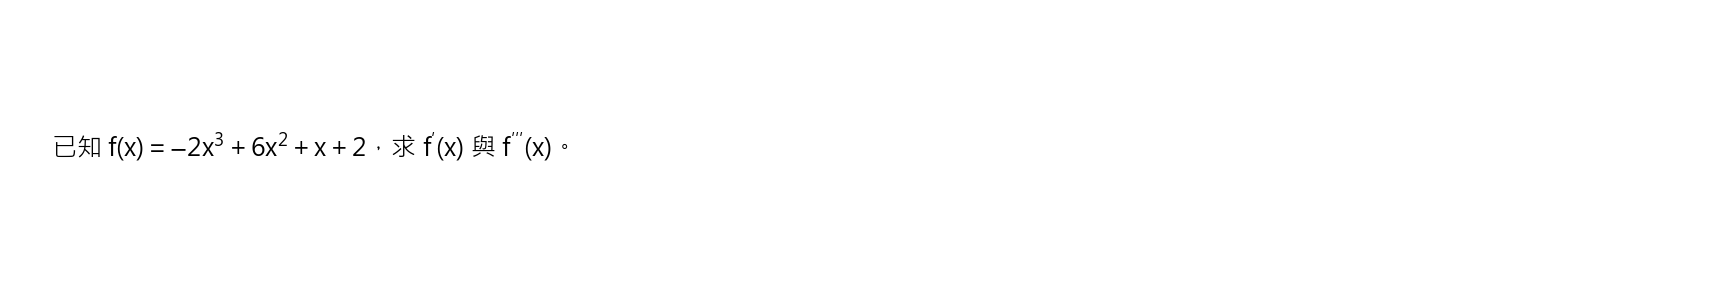 已知 f(x) = −2x³ + 6x² + x + 2，求 f′(x) 與 f′′′(x)。